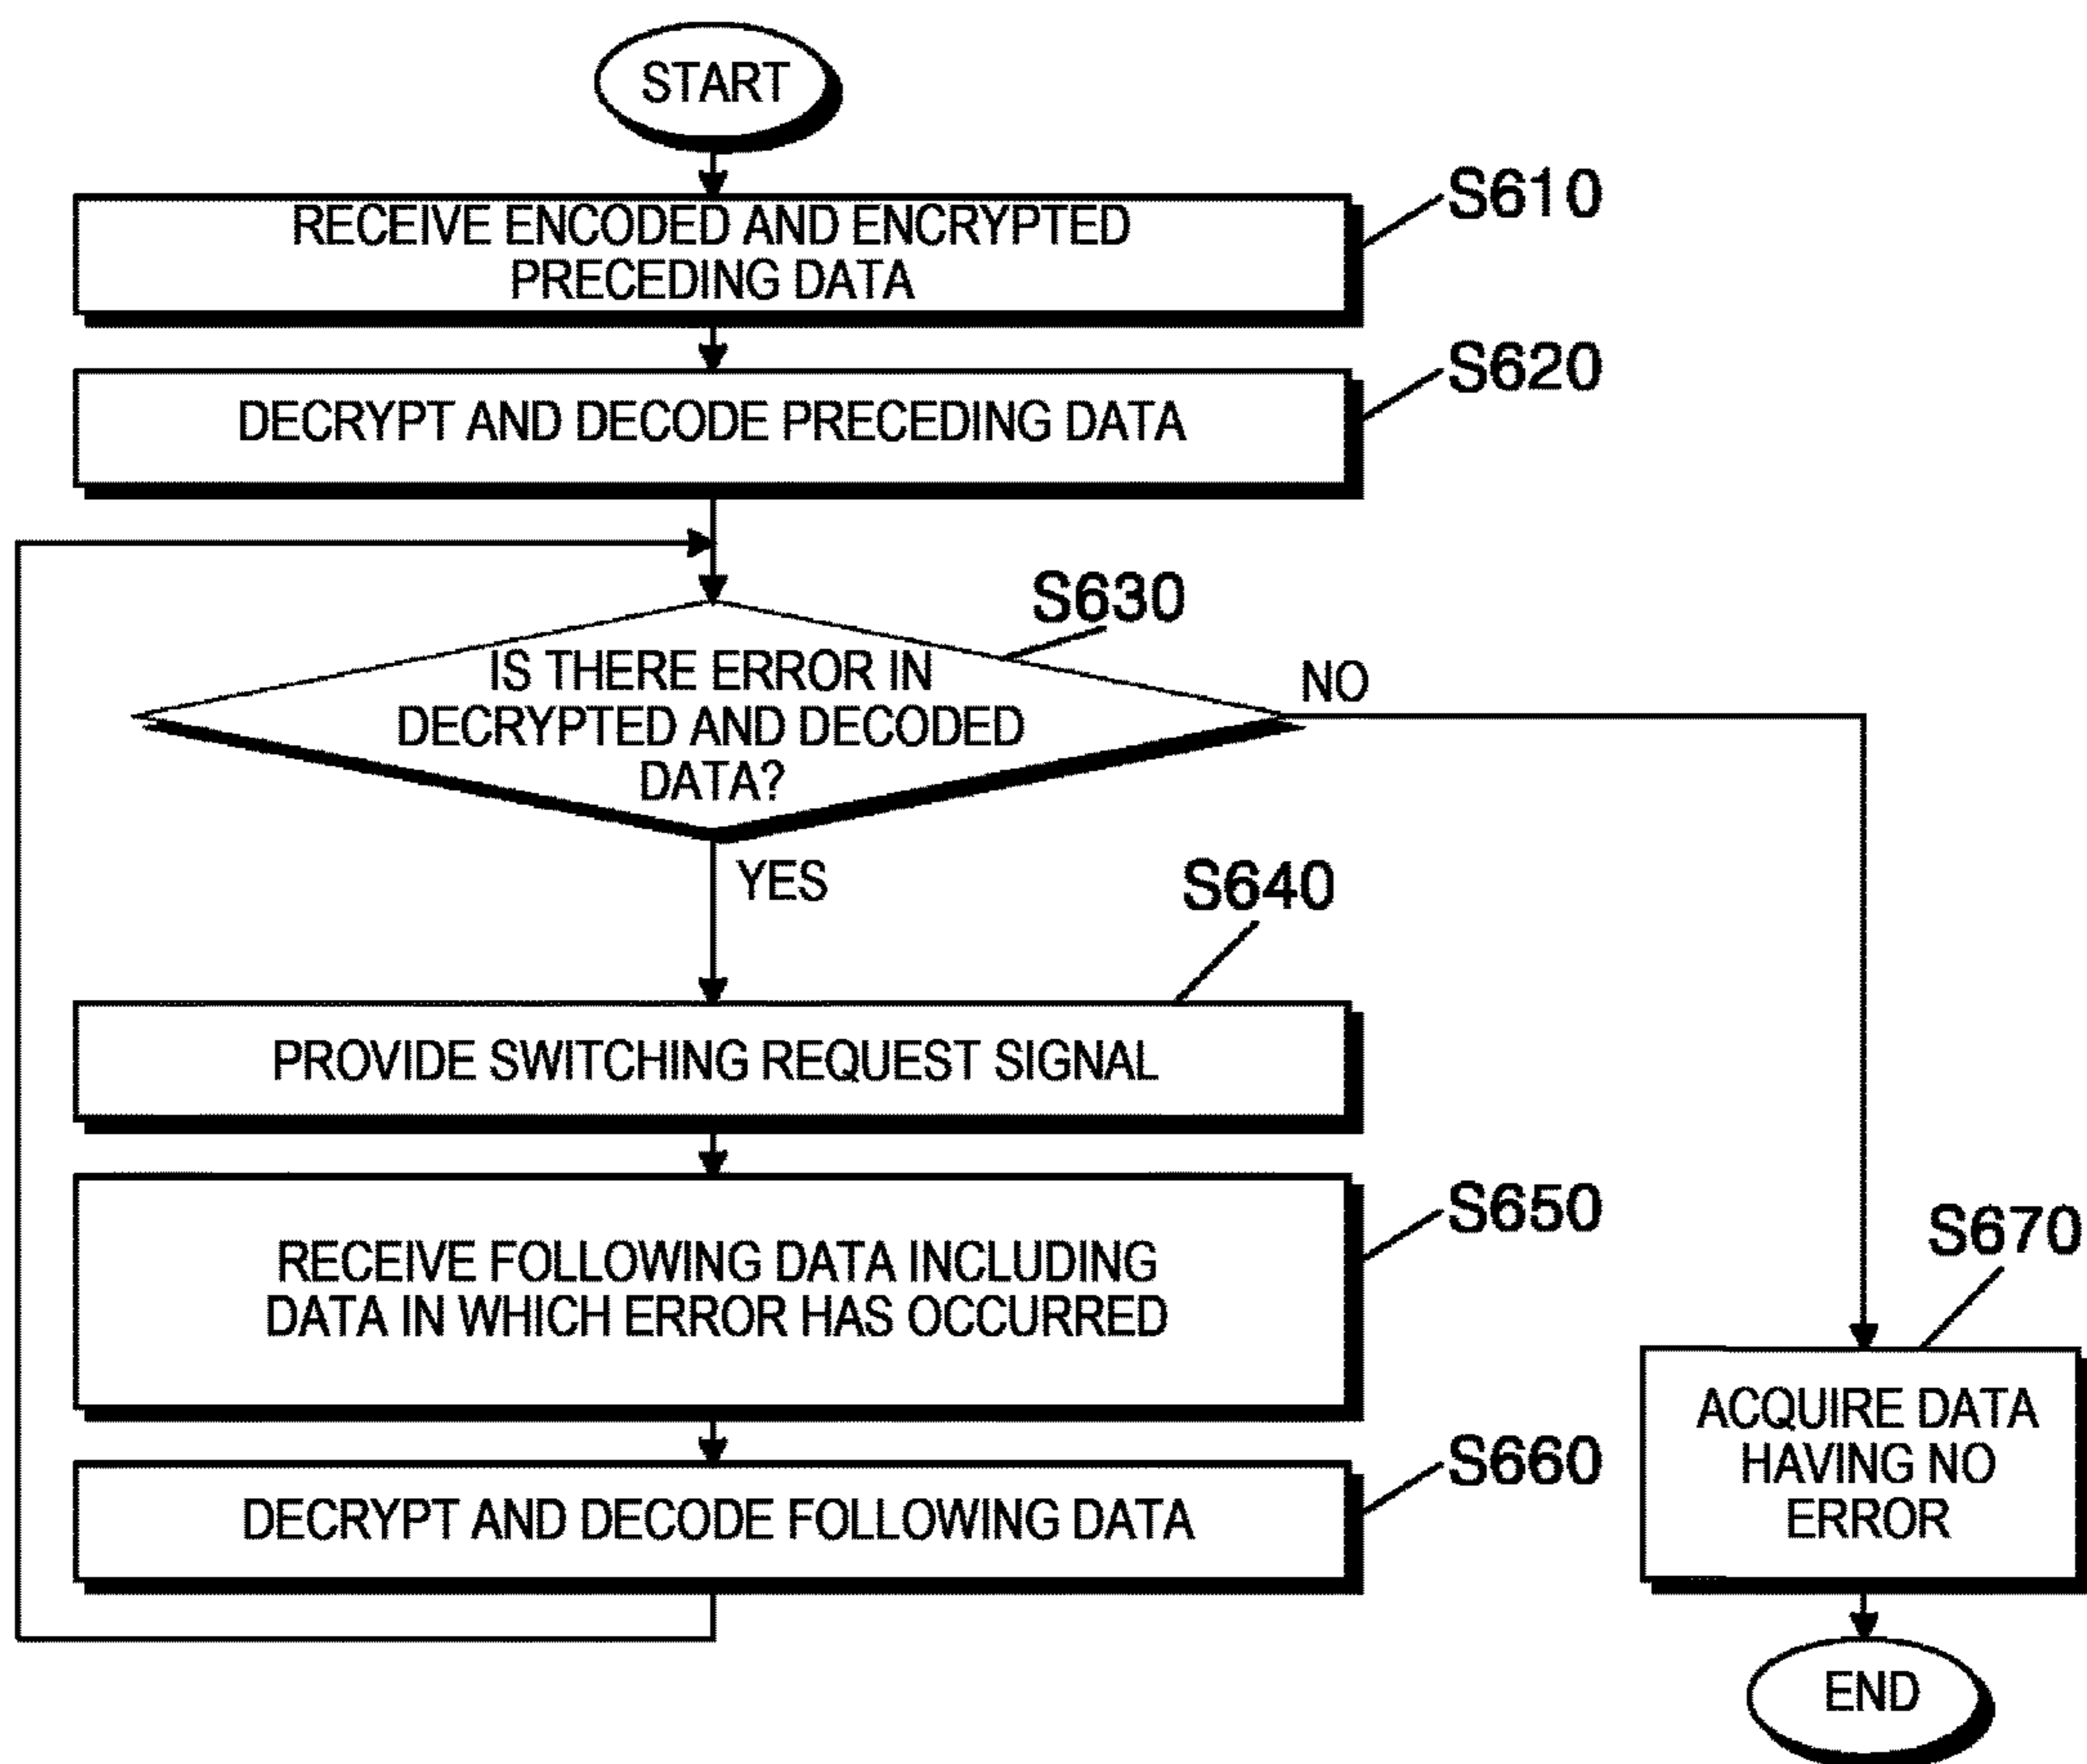 START
S610
RECEIVE ENCODED AND ENCRYPTED
PRECEDING DATA
S620
DECRYPT AND DECODE PRECEDING DATA
S630
IS THERE ERROR IN
DECRYPTED AND DECODED
DATA?
NO
YES
S640
PROVIDE SWITCHING REQUEST SIGNAL
S650
RECEIVE FOLLOWING DATA INCLUDING
DATA IN WHICH ERROR HAS OCCURRED
S660
DECRYPT AND DECODE FOLLOWING DATA
S670
ACQUIRE DATA
HAVING NO
ERROR
END